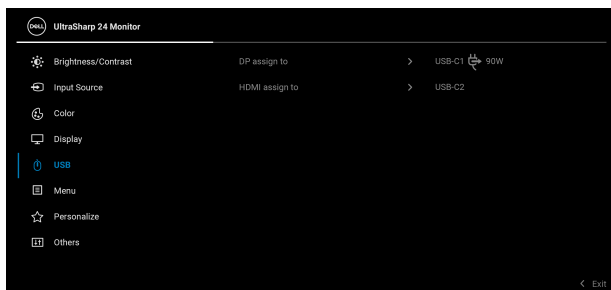 DELL UltraSharp 24 Monitor
Brightness/Contrast DP assign to > USB-C1 90W
Input Source HDMI assign to > USB-C2
Color
Display
USB
Menu
Personalize
Others
< Exit